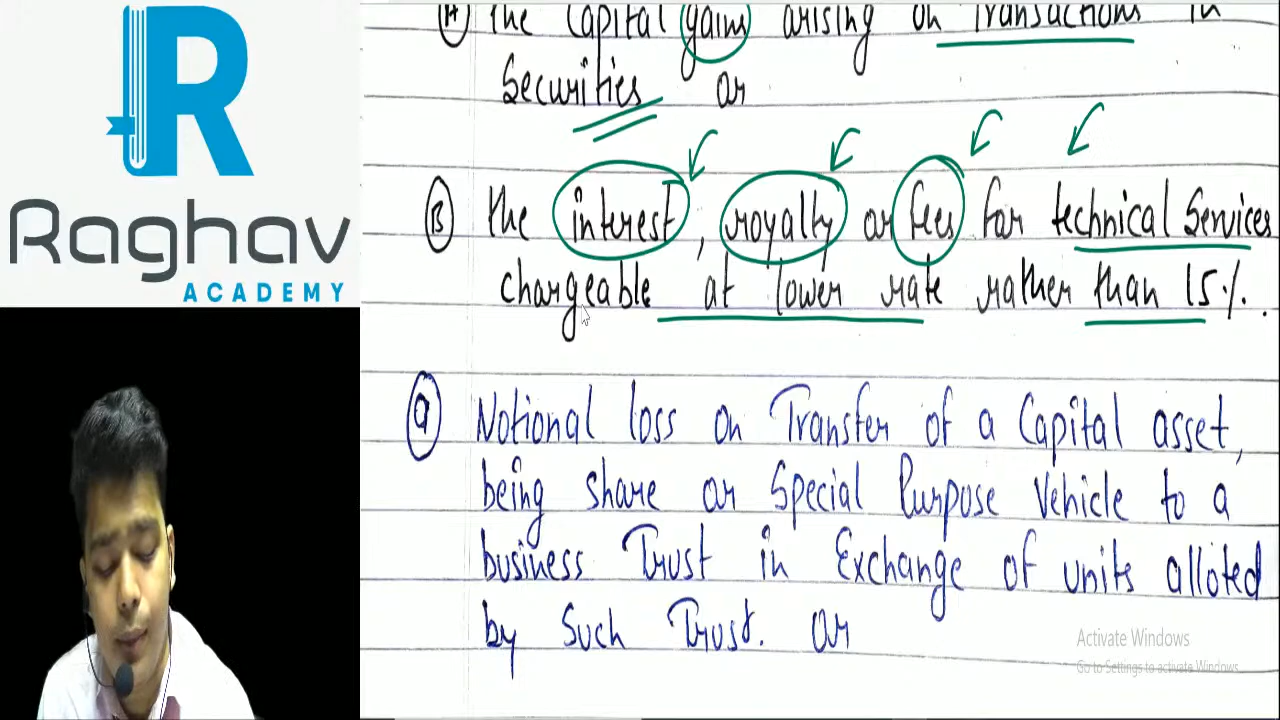 R
Raghav
ACADEMY
(A) the Capital gains arising on Transactions in
Securities or
(B) the interest, royalty or fees for technical Services
chargeable at lower rate rather than 15%.
(g) Notional loss on Transfer of a Capital asset,
being share or Special Purpose Vehicle to a
business Trust in Exchange of units alloted
by Such Trust. or
Activate Windows
Go to Settings to activate Windows.